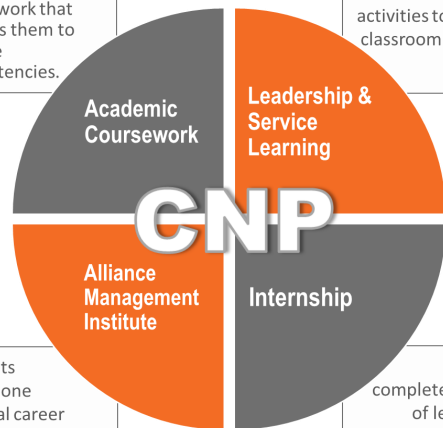 work that
s them to
e
tencies.
activities to
classroom
Academic
Coursework
Leadership &
Service
Learning
CNP
Alliance
Management
Institute
Internship
ts
one
al career
complete
of le